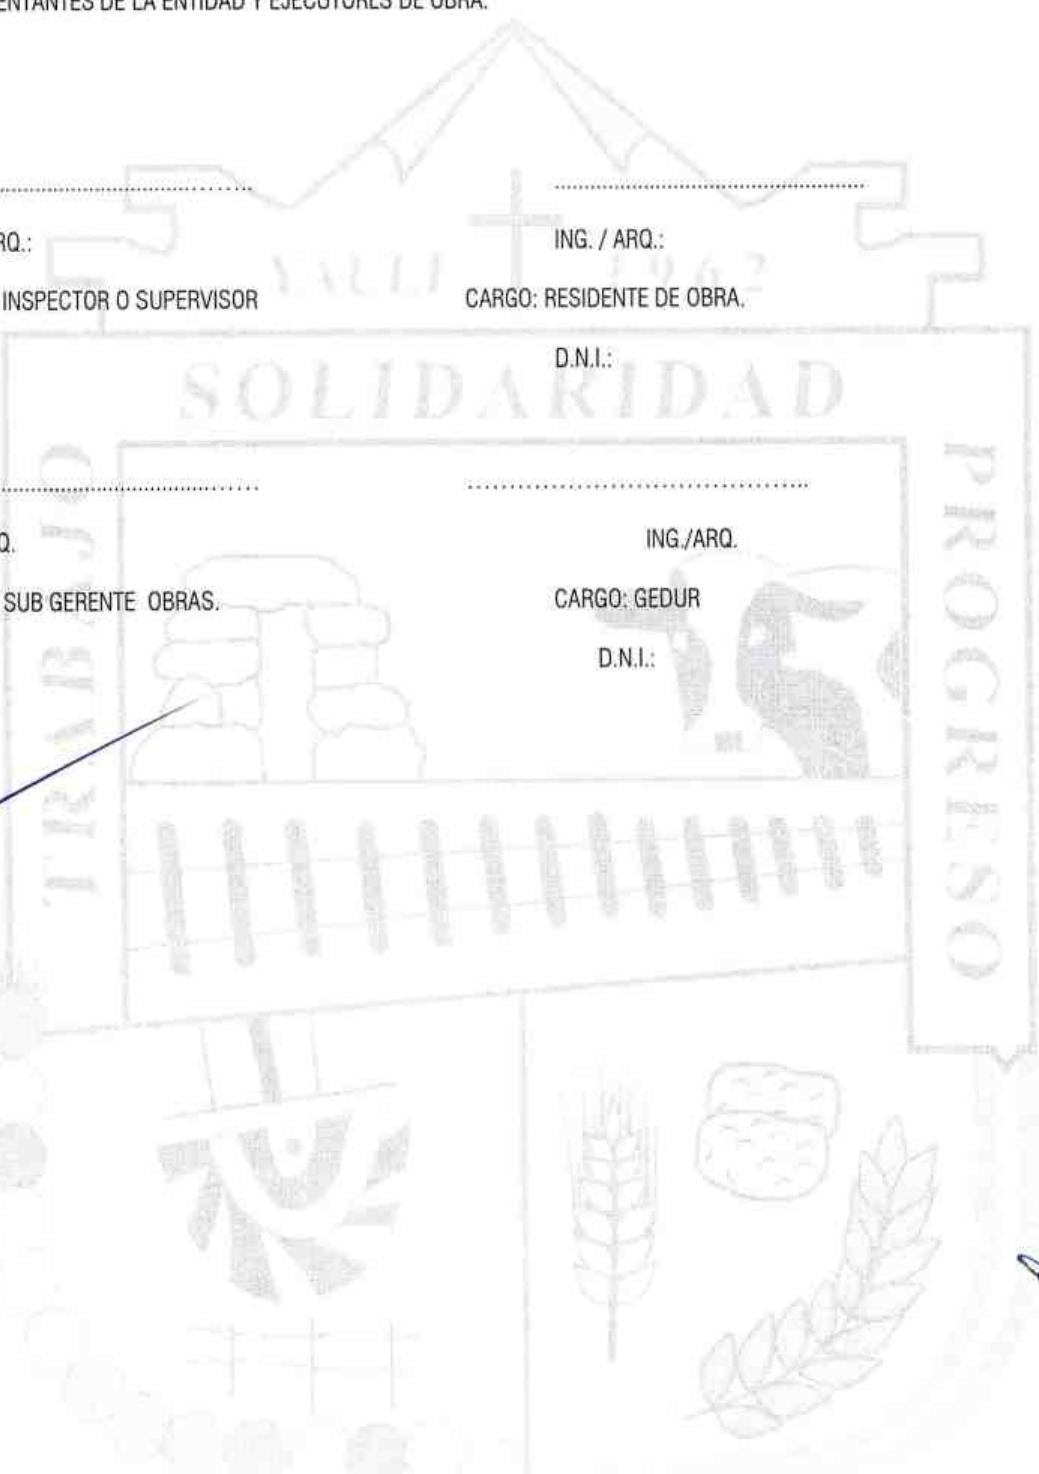 ENTANTES DE LA ENTIDAD Y EJECUTORES DE OBRA.
RQ.: ING. / ARQ.:
INSPECTOR O SUPERVISOR CARGO: RESIDENTE DE OBRA.
D.N.I.:
Q. ING./ARQ.
SUB GERENTE OBRAS. CARGO: GEDUR
D.N.I.:
YAULI 1962
SOLIDARIDAD
TRABAJO
PROGRESO